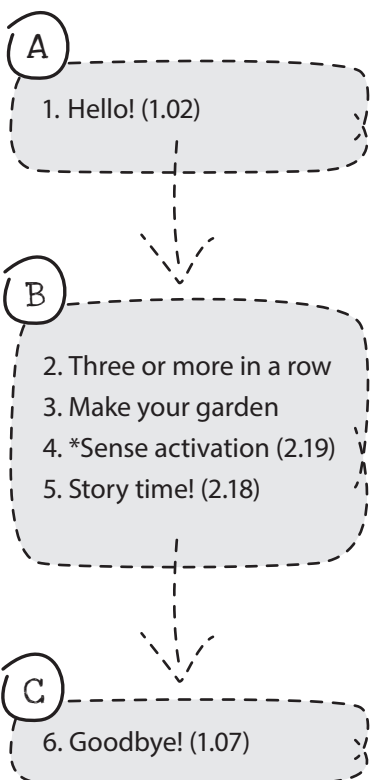 A
1. Hello! (1.02)
B
2. Three or more in a row
3. Make your garden
4. *Sense activation (2.19)
5. Story time! (2.18)
C
6. Goodbye! (1.07)